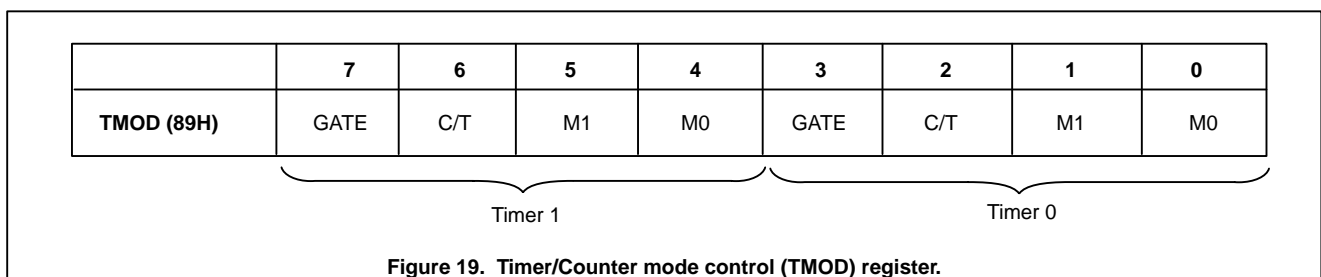 7 6 5 4 3 2 1 0
TMOD (89H) GATE C/T M1 M0 GATE C/T M1 M0
Timer 1 Timer 0
Figure 19. Timer/Counter mode control (TMOD) register.